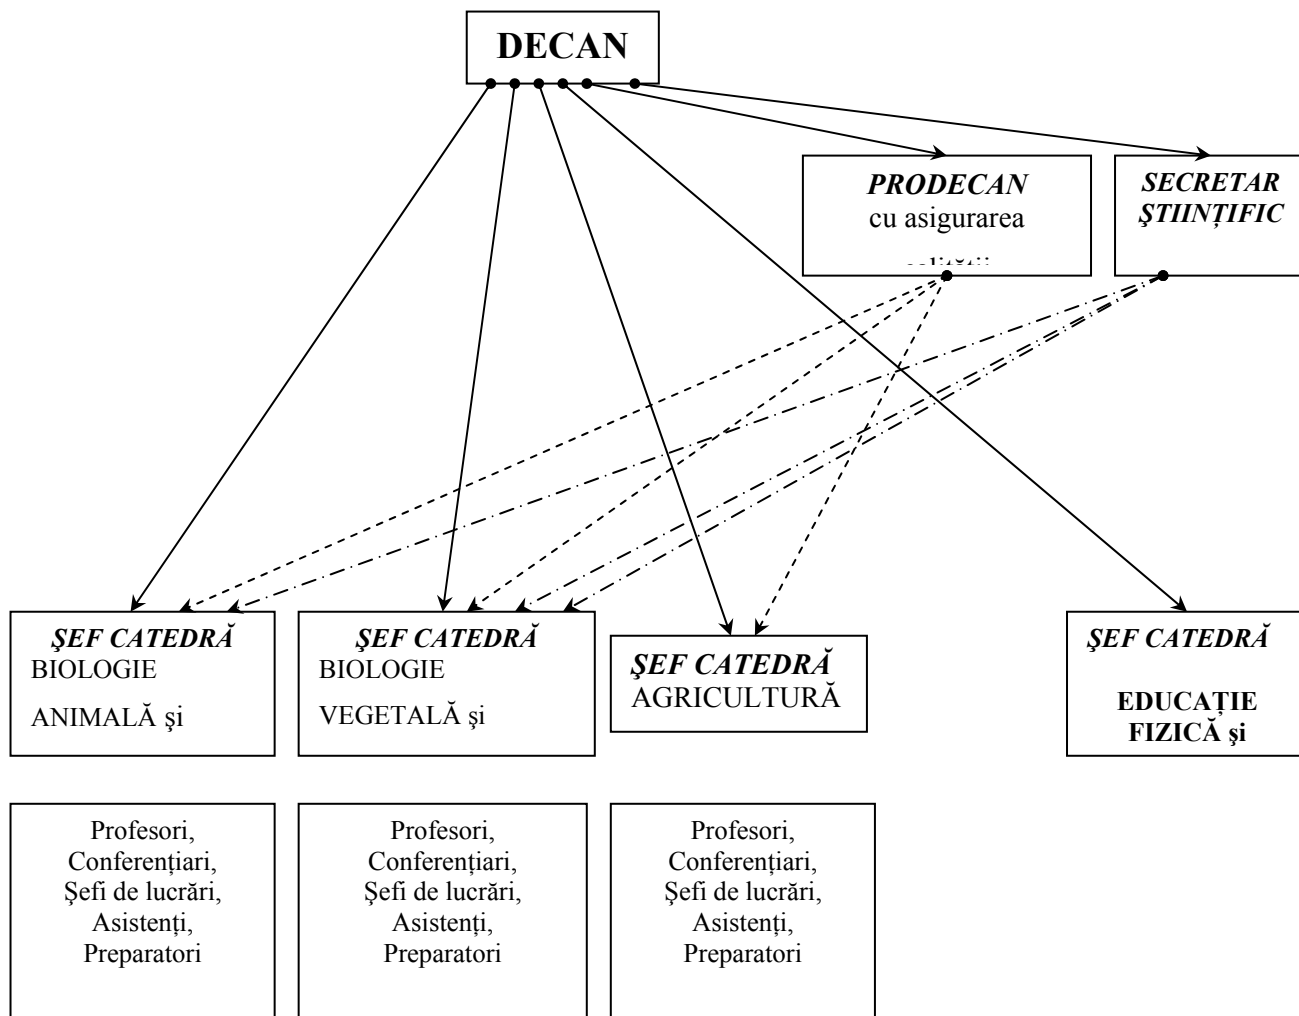 DECAN
PRODECAN
cu asigurarea
SECRETAR
ŞTIINŢIFIC
ŞEF CATEDRĂ
BIOLOGIE
ANIMALĂ şi
ŞEF CATEDRĂ
BIOLOGIE
VEGETALĂ şi
ŞEF CATEDRĂ
AGRICULTURĂ
ŞEF CATEDRĂ
EDUCAŢIE
FIZICĂ şi
Profesori,
Conferenţiari,
Şefi de lucrări,
Asistenţi,
Preparatori
Profesori,
Conferenţiari,
Şefi de lucrări,
Asistenţi,
Preparatori
Profesori,
Conferenţiari,
Şefi de lucrări,
Asistenţi,
Preparatori